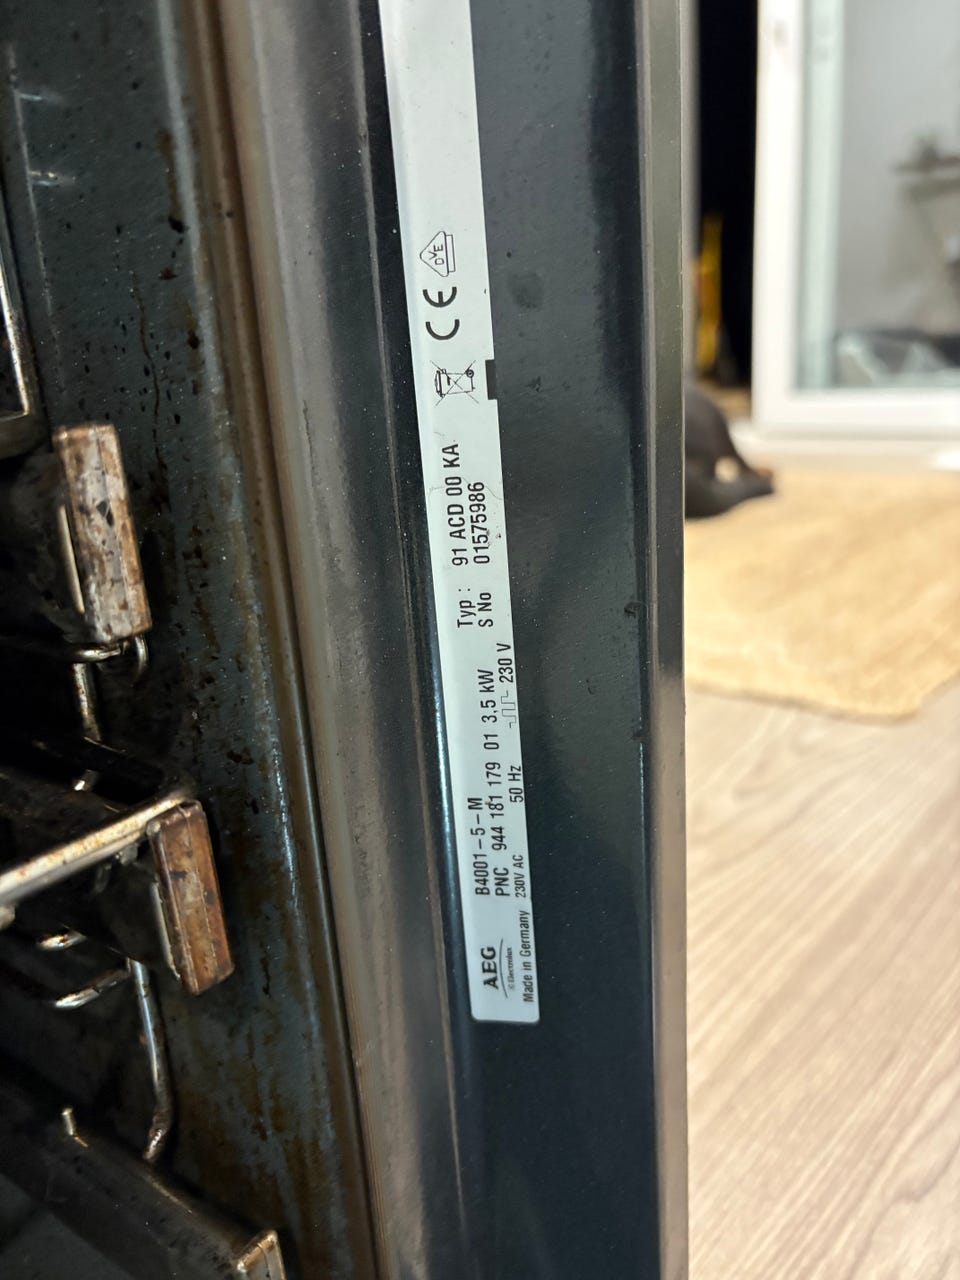 AEG
Electrolux
B4001-5-M
PNC 944 181 179 01 3,5 kW
230V AC 50 Hz 230 V
Made in Germany
Typ : 91 ACD 00 KA
S No 01575986
CE
DVE